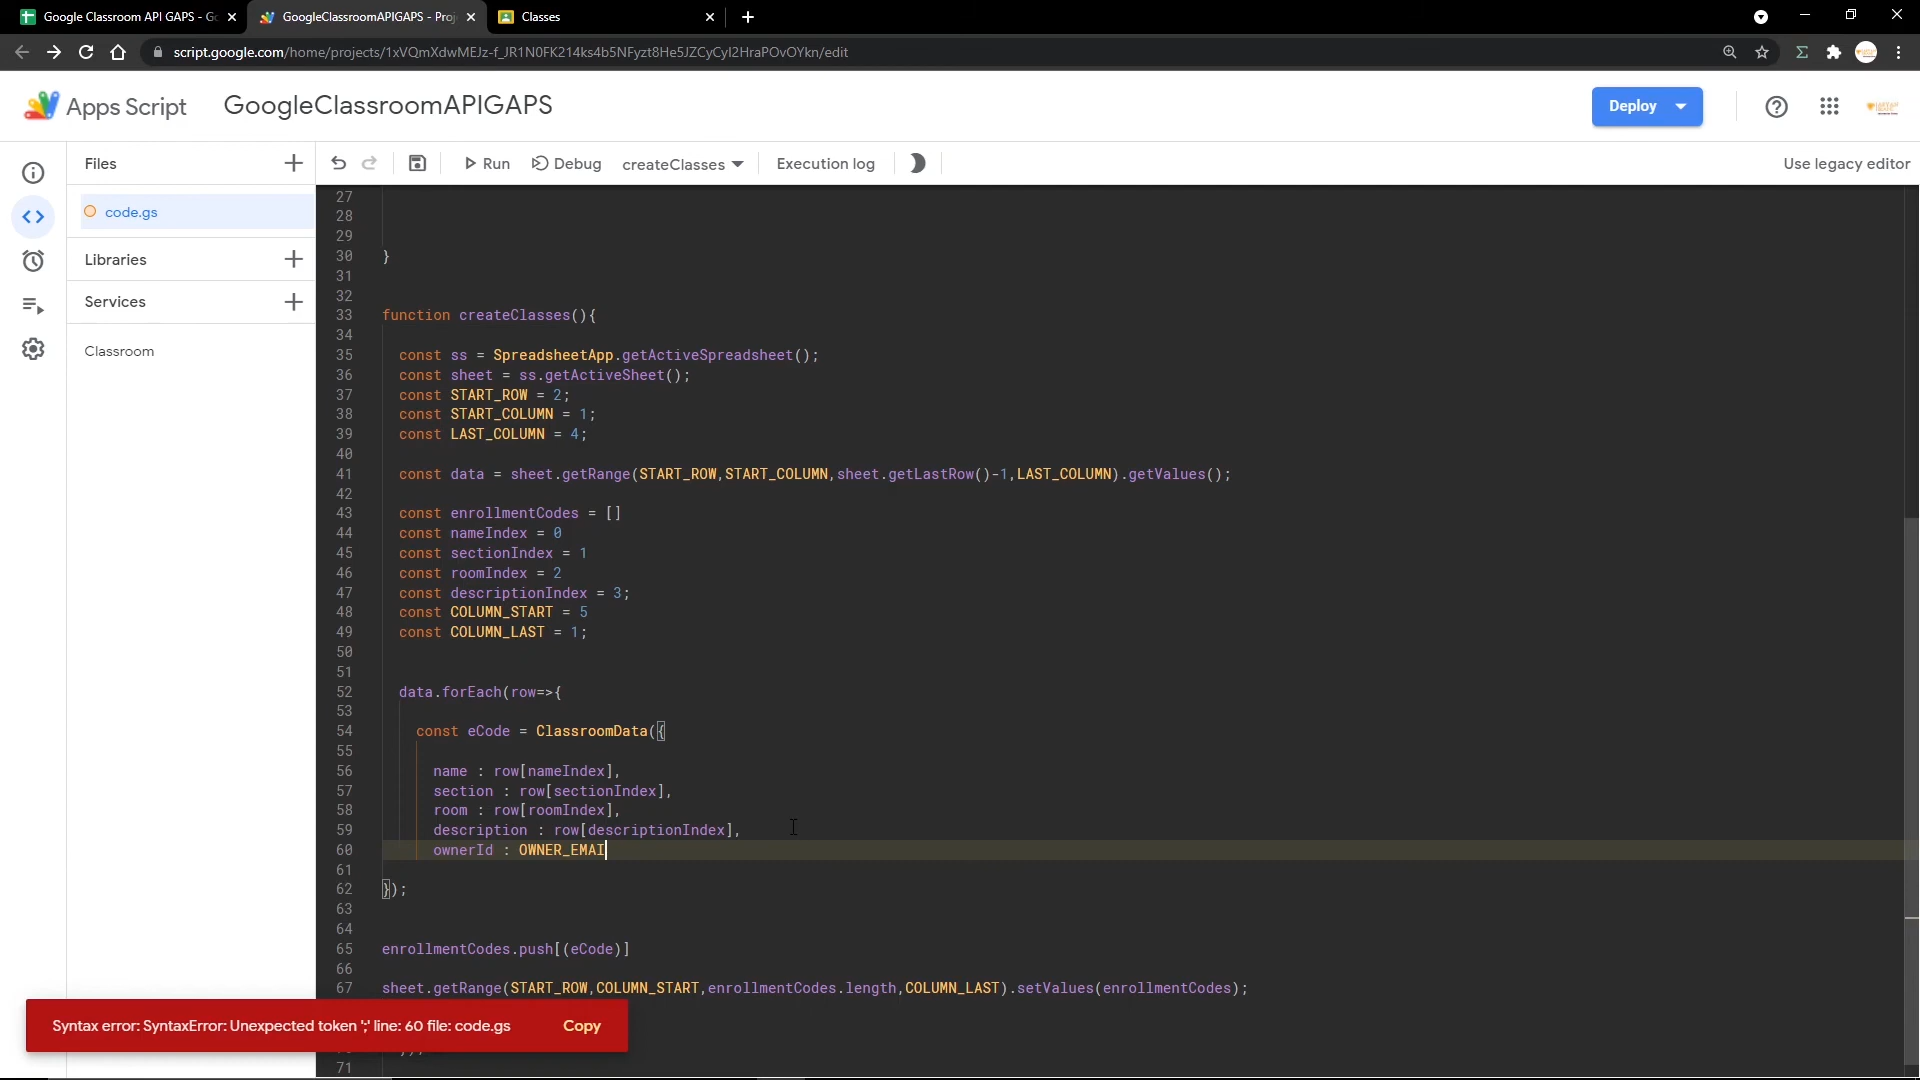 Google Classroom API GAPS - Go
GoogleClassroomAPIGAPS - Proj
Classes
script.google.com/home/projects/1xVQmXdwMEJz-f_JR1N0FK214ks4b5NFyzt8He5JZCyCyI2HraPOvOYkn/edit
Apps Script
GoogleClassroomAPIGAPS
Deploy
Files
Run
Debug
createClasses
Execution log
Use legacy editor
code.gs
Libraries
Services
Classroom
27
28
29
30 }
31
32
33 function createClasses(){
34
35 const ss = SpreadsheetApp.getActiveSpreadsheet();
36 const sheet = ss.getActiveSheet();
37 const START_ROW = 2;
38 const START_COLUMN = 1;
39 const LAST_COLUMN = 4;
40
41 const data = sheet.getRange(START_ROW,START_COLUMN,sheet.getLastRow()-1,LAST_COLUMN).getValues();
42
43 const enrollmentCodes = []
44 const nameIndex = 0
45 const sectionIndex = 1
46 const roomIndex = 2
47 const descriptionIndex = 3;
48 const COLUMN_START = 5
49 const COLUMN_LAST = 1;
50
51
52 data.forEach(row=>{
53
54 const eCode = ClassroomData({
55
56 name : row[nameIndex],
57 section : row[sectionIndex],
58 room : row[roomIndex],
59 description : row[descriptionIndex],
60 ownerId : OWNER_EMAI
61
62 });
63
64
65 enrollmentCodes.push[(eCode)]
66
67 sheet.getRange(START_ROW,COLUMN_START,enrollmentCodes.length,COLUMN_LAST).setValues(enrollmentCodes);
Syntax error: SyntaxError: Unexpected token ';' line: 60 file: code.gs
Copy
71